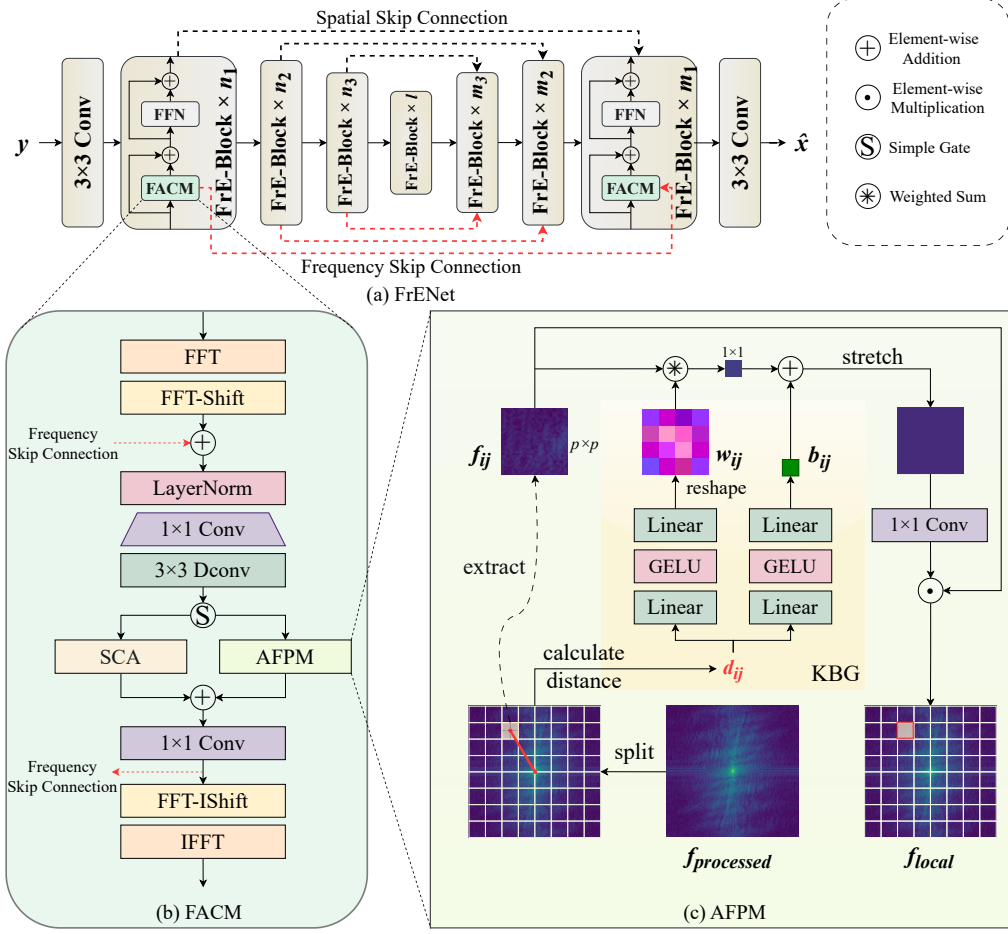 Spatial Skip Connection
y
3×3 Conv
FFN
FACM
FrE-Block × n1
FrE-Block × n2
FrE-Block × n3
FrE-Block × l
FrE-Block × m3
FrE-Block × m2
FFN
FACM
FrE-Block × m1
3×3 Conv
x̂
Frequency Skip Connection
(a) FrENet
Element-wise
Addition
Element-wise
Multiplication
S
Simple Gate
Weighted Sum
FFT
FFT-Shift
Frequency
Skip Connection
LayerNorm
1×1 Conv
3×3 Dconv
S
SCA
AFPM
1×1 Conv
Frequency
Skip Connection
FFT-IShift
IFFT
(b) FACM
1×1
stretch
fij
p×p
wij
reshape
bij
Linear
Linear
1×1 Conv
GELU
GELU
extract
Linear
Linear
calculate
distance
dij
KBG
split
fprocessed
flocal
(c) AFPM